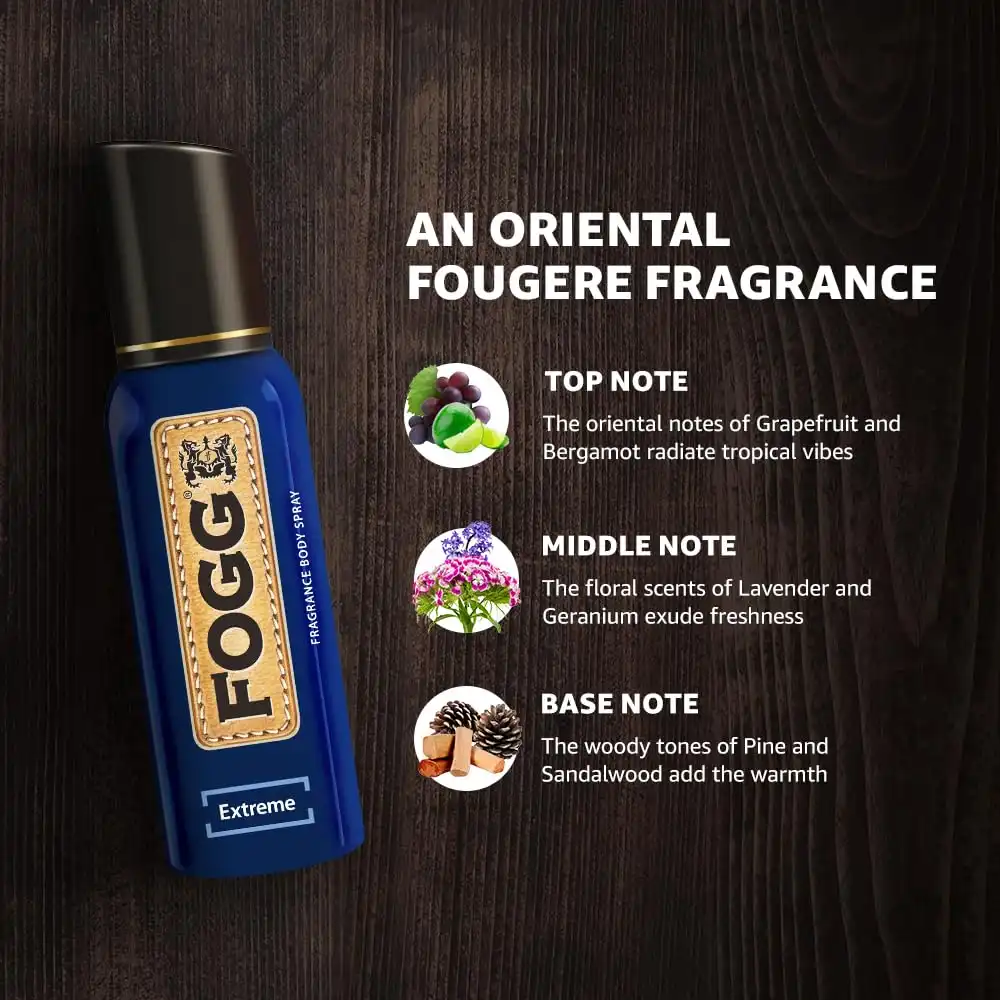 AN ORIENTAL
FOUGERE FRAGRANCE
TOP NOTE
The oriental notes of Grapefruit and
Bergamot radiate tropical vibes
MIDDLE NOTE
The floral scents of Lavender and
Geranium exude freshness
BASE NOTE
The woody tones of Pine and
Sandalwood add the warmth
FOGG®
FRAGRANCE BODY SPRAY
Extreme